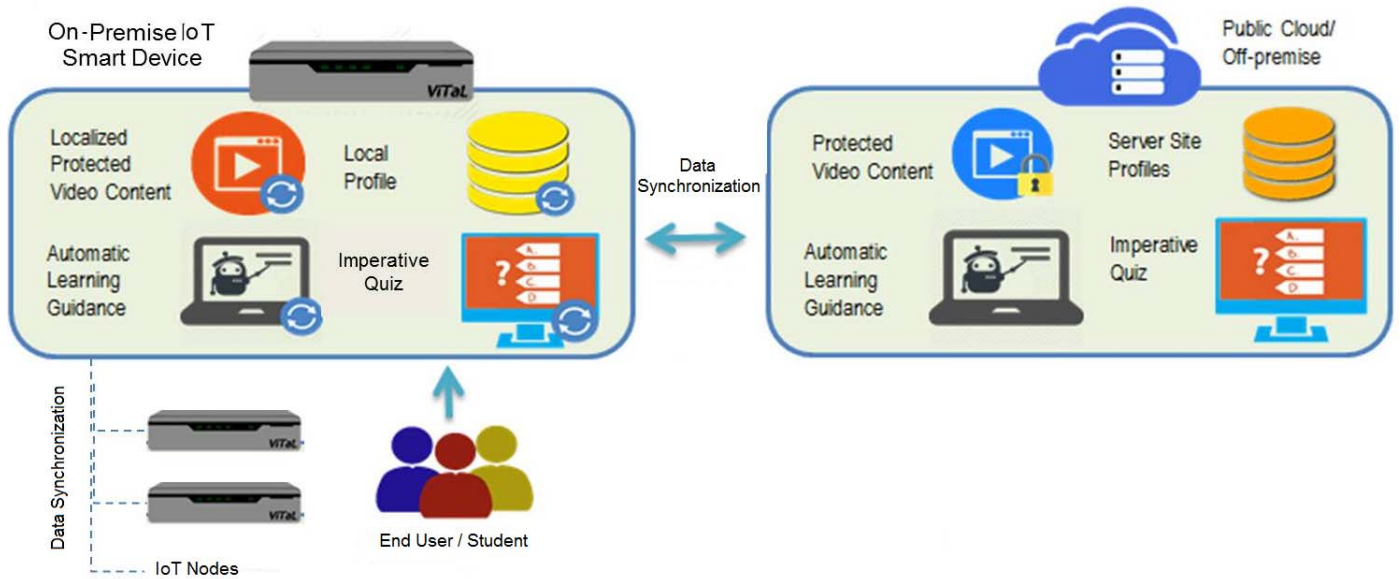 On-Premise IoT
Smart Device
ViTaL
Localized
Protected
Video Content
Local
Profile
Automatic
Learning
Guidance
Imperative
Quiz
?
A.
B.
C.
D
Data
Synchronization
Public Cloud/
Off-premise
Protected
Video Content
Server Site
Profiles
Automatic
Learning
Guidance
Imperative
Quiz
?
A.
B.
C.
D
Data Synchronization
ViTaL
ViTaL
IoT Nodes
End User / Student